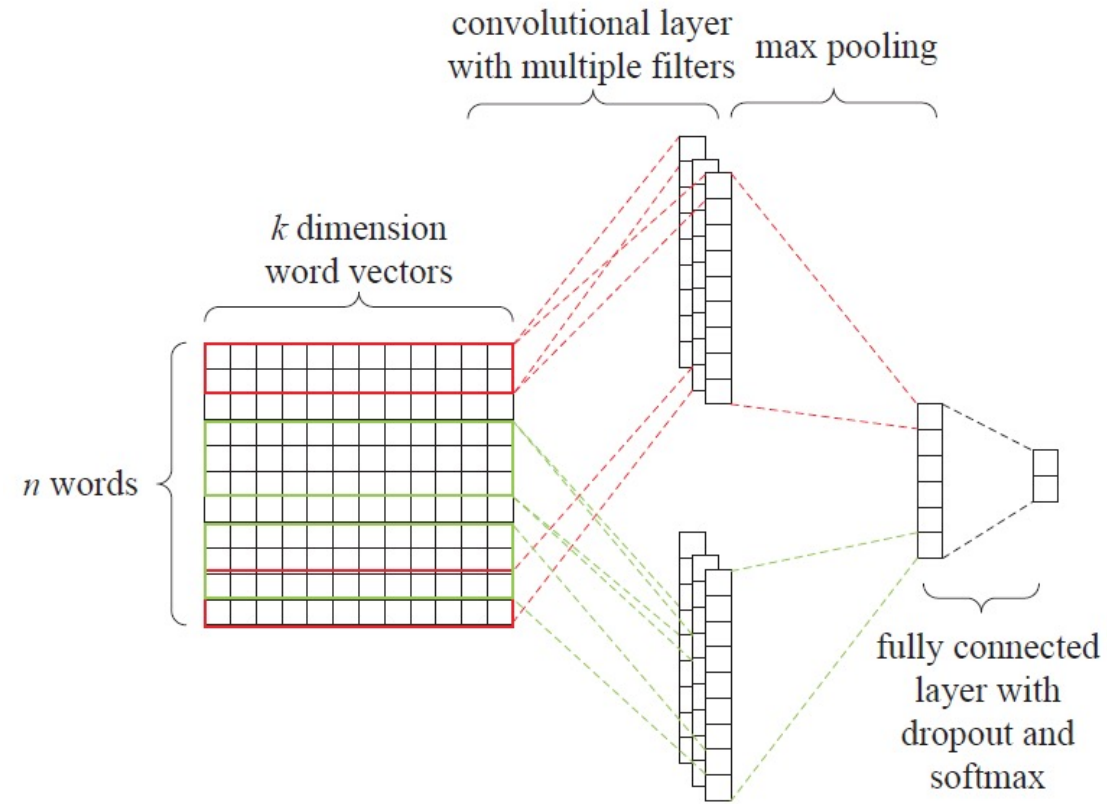 convolutional layer
with multiple filters
max pooling
k dimension
word vectors
n words
fully connected
layer with
dropout and
softmax